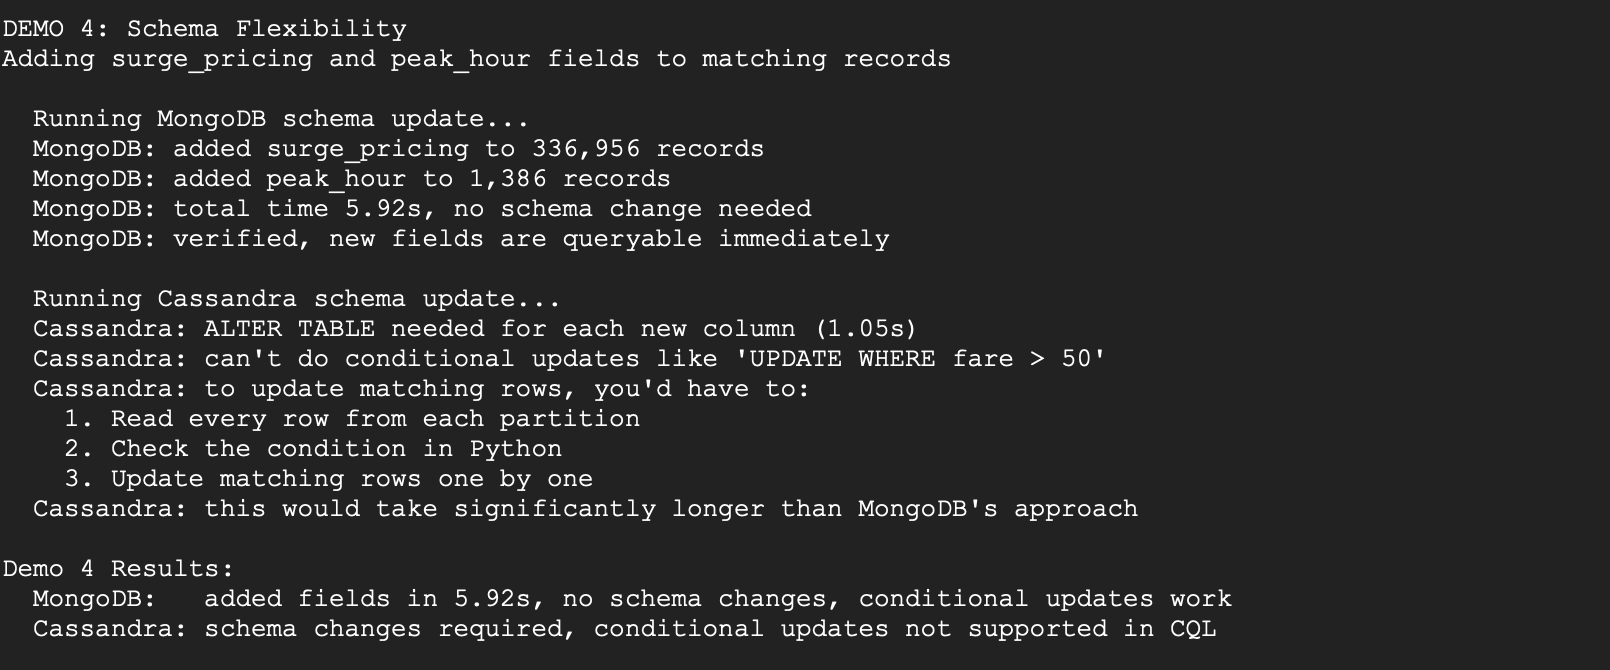 DEMO 4: Schema Flexibility
Adding surge_pricing and peak_hour fields to matching records
Running MongoDB schema update...
MongoDB: added surge_pricing to 336,956 records
MongoDB: added peak_hour to 1,386 records
MongoDB: total time 5.92s, no schema change needed
MongoDB: verified, new fields are queryable immediately
Running Cassandra schema update...
Cassandra: ALTER TABLE needed for each new column (1.05s)
Cassandra: can't do conditional updates like 'UPDATE WHERE fare > 50'
Cassandra: to update matching rows, you'd have to:
1. Read every row from each partition
2. Check the condition in Python
3. Update matching rows one by one
Cassandra: this would take significantly longer than MongoDB's approach
Demo 4 Results:
MongoDB:   added fields in 5.92s, no schema changes, conditional updates work
Cassandra: schema changes required, conditional updates not supported in CQL